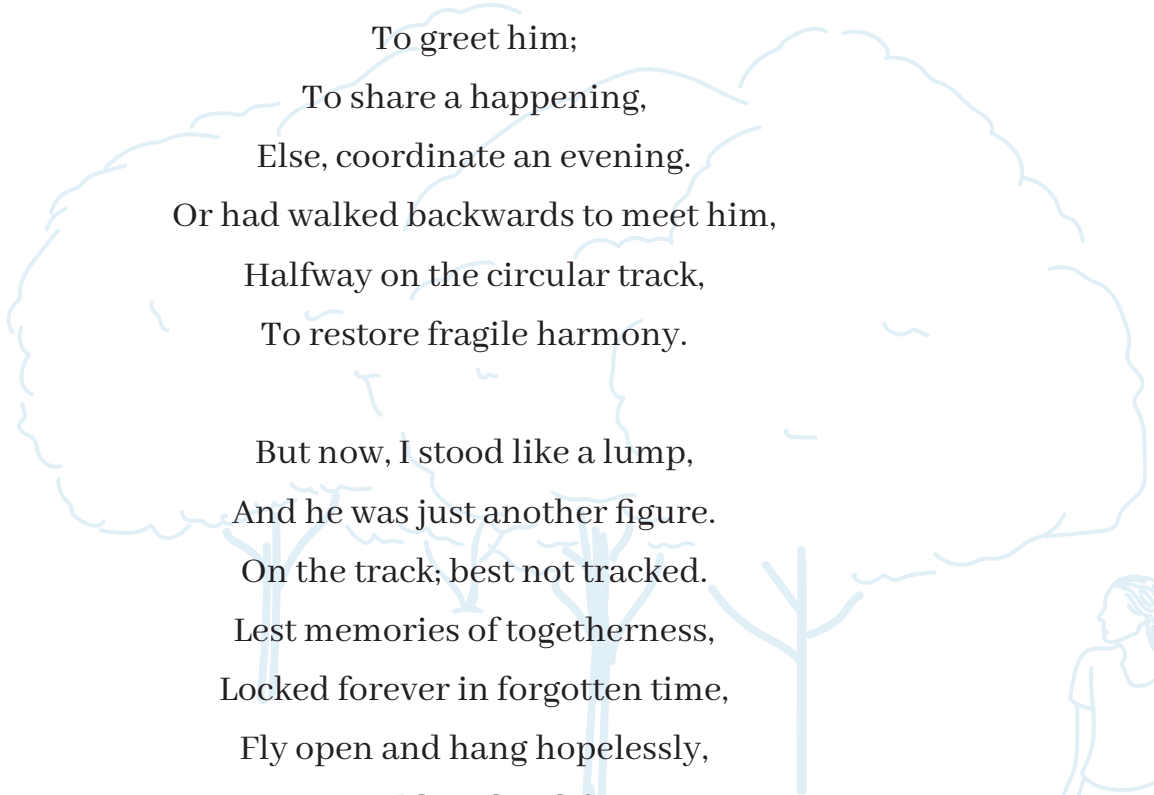 To greet him;
To share a happening,
Else, coordinate an evening.
Or had walked backwards to meet him,
Halfway on the circular track,
To restore fragile harmony.
But now, I stood like a lump,
And he was just another figure.
On the track; best not tracked.
Lest memories of togetherness,
Locked forever in forgotten time,
Fly open and hang hopelessly,